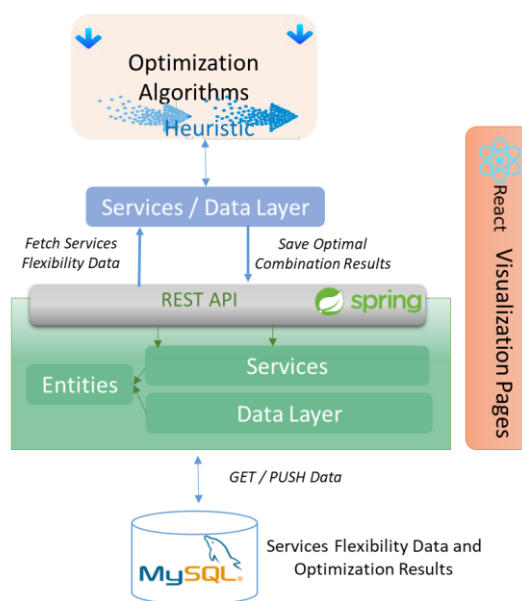 Optimization
Algorithms
Heuristic
Services / Data Layer
Fetch Services
Flexibility Data
Save Optimal
Combination Results
REST API
spring
Services
Entities
Data Layer
GET / PUSH Data
MySQL®
Services Flexibility Data and
Optimization Results
React
Visualization Pages